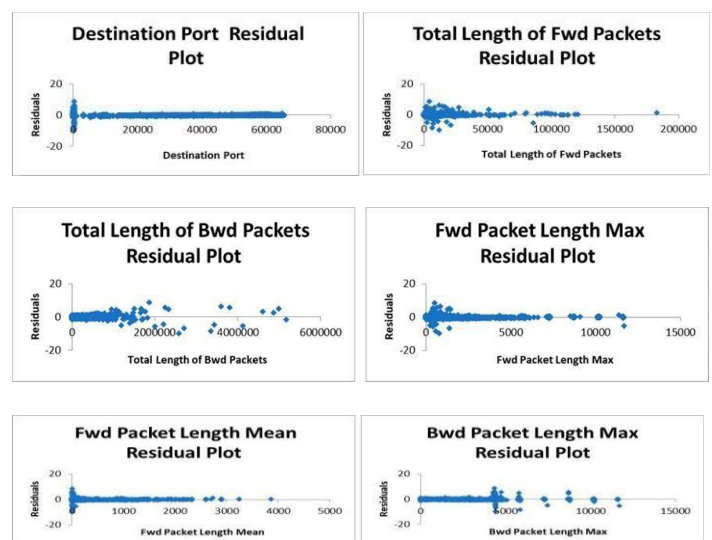 Destination Port Residual
Plot
20
0
-20
Residuals
0 20000 40000 60000 80000
Destination Port
Total Length of Fwd Packets
Residual Plot
20
0
-20
Residuals
0 50000 100000 150000 200000
Total Length of Fwd Packets
Total Length of Bwd Packets
Residual Plot
20
0
-20
Residuals
0 2000000 4000000 6000000
Total Length of Bwd Packets
Fwd Packet Length Max
Residual Plot
20
0
-20
Residuals
0 5000 10000 15000
Fwd Packet Length Max
Fwd Packet Length Mean
Residual Plot
20
0
-20
Residuals
0 1000 2000 3000 4000 5000
Fwd Packet Length Mean
Bwd Packet Length Max
Residual Plot
20
0
-20
Residuals
0 5000 10000 15000
Bwd Packet Length Max